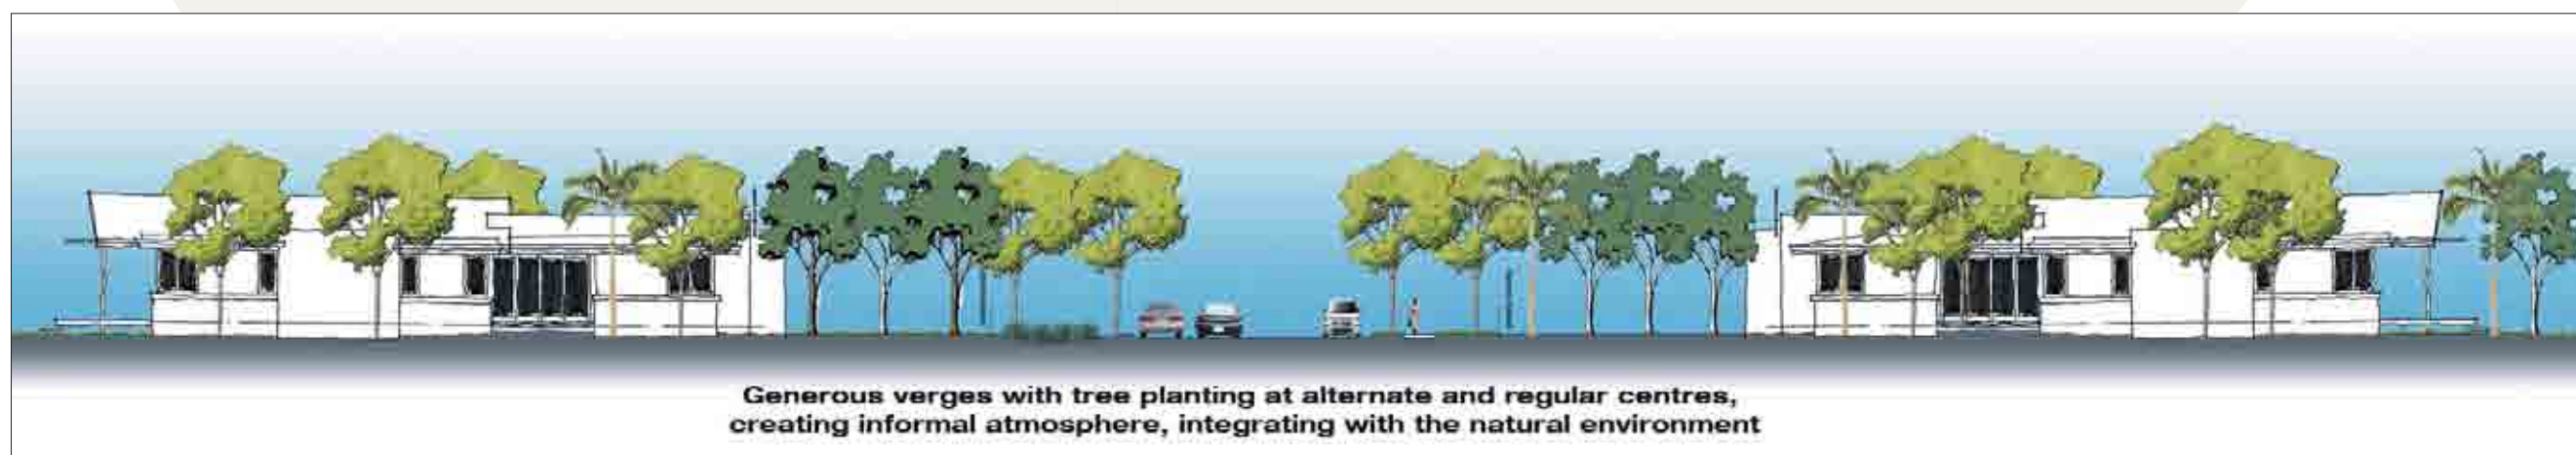 Generous verges with tree planting at alternate and regular centres,
creating informal atmosphere, integrating with the natural environment